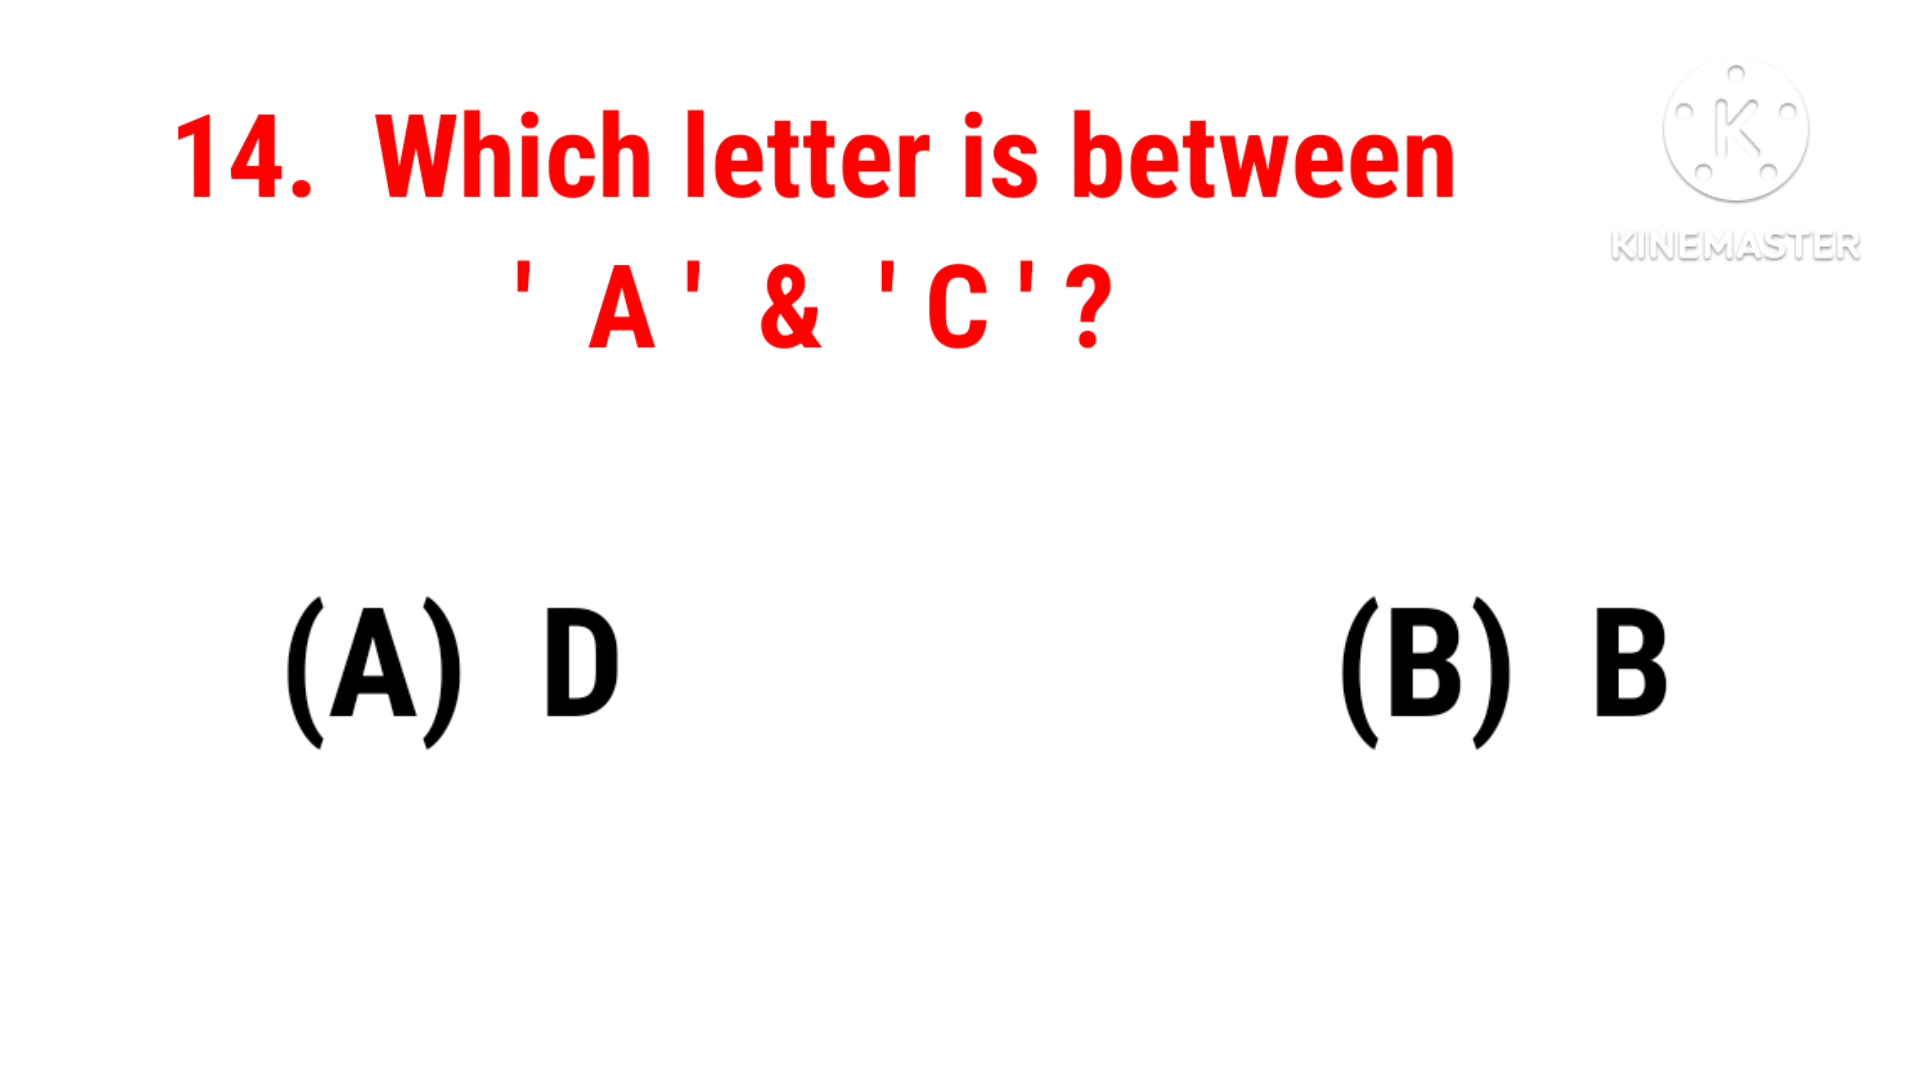 14. Which letter is between
' A ' & ' C ' ?
K
KINEMASTER
(A) D
(B) B